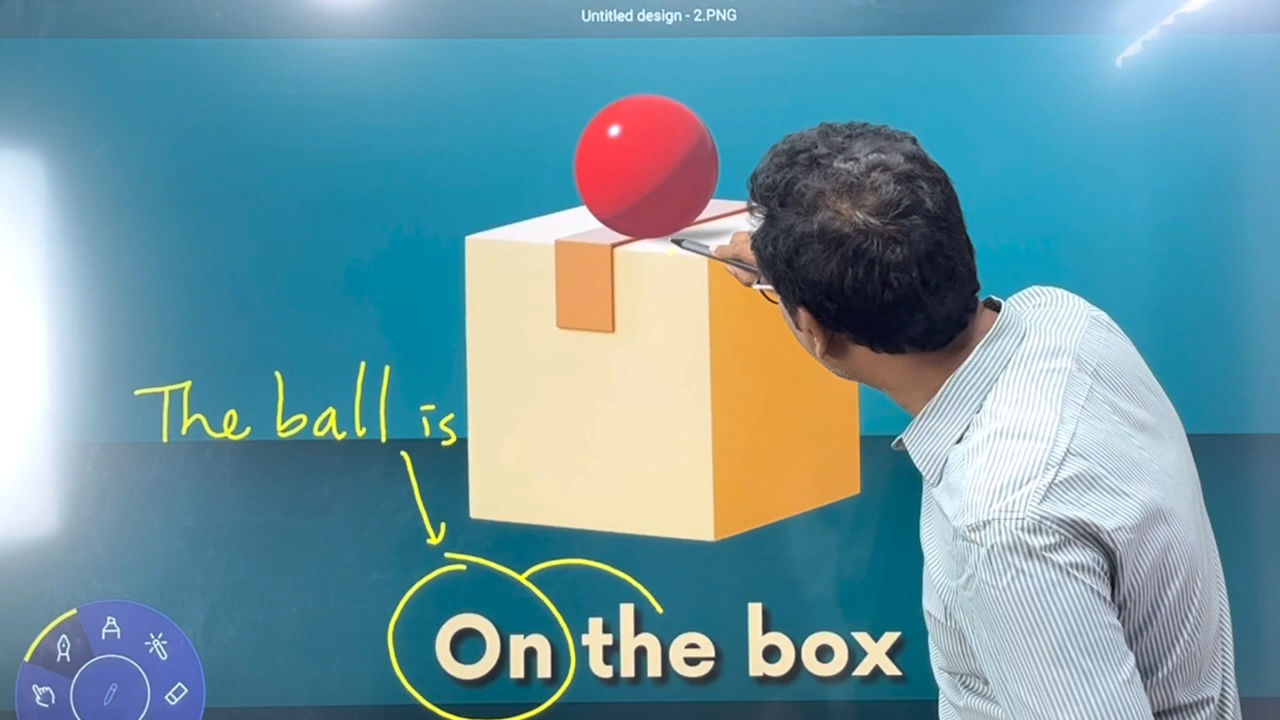 Untitled design - 2.PNG
The ball is
On the box